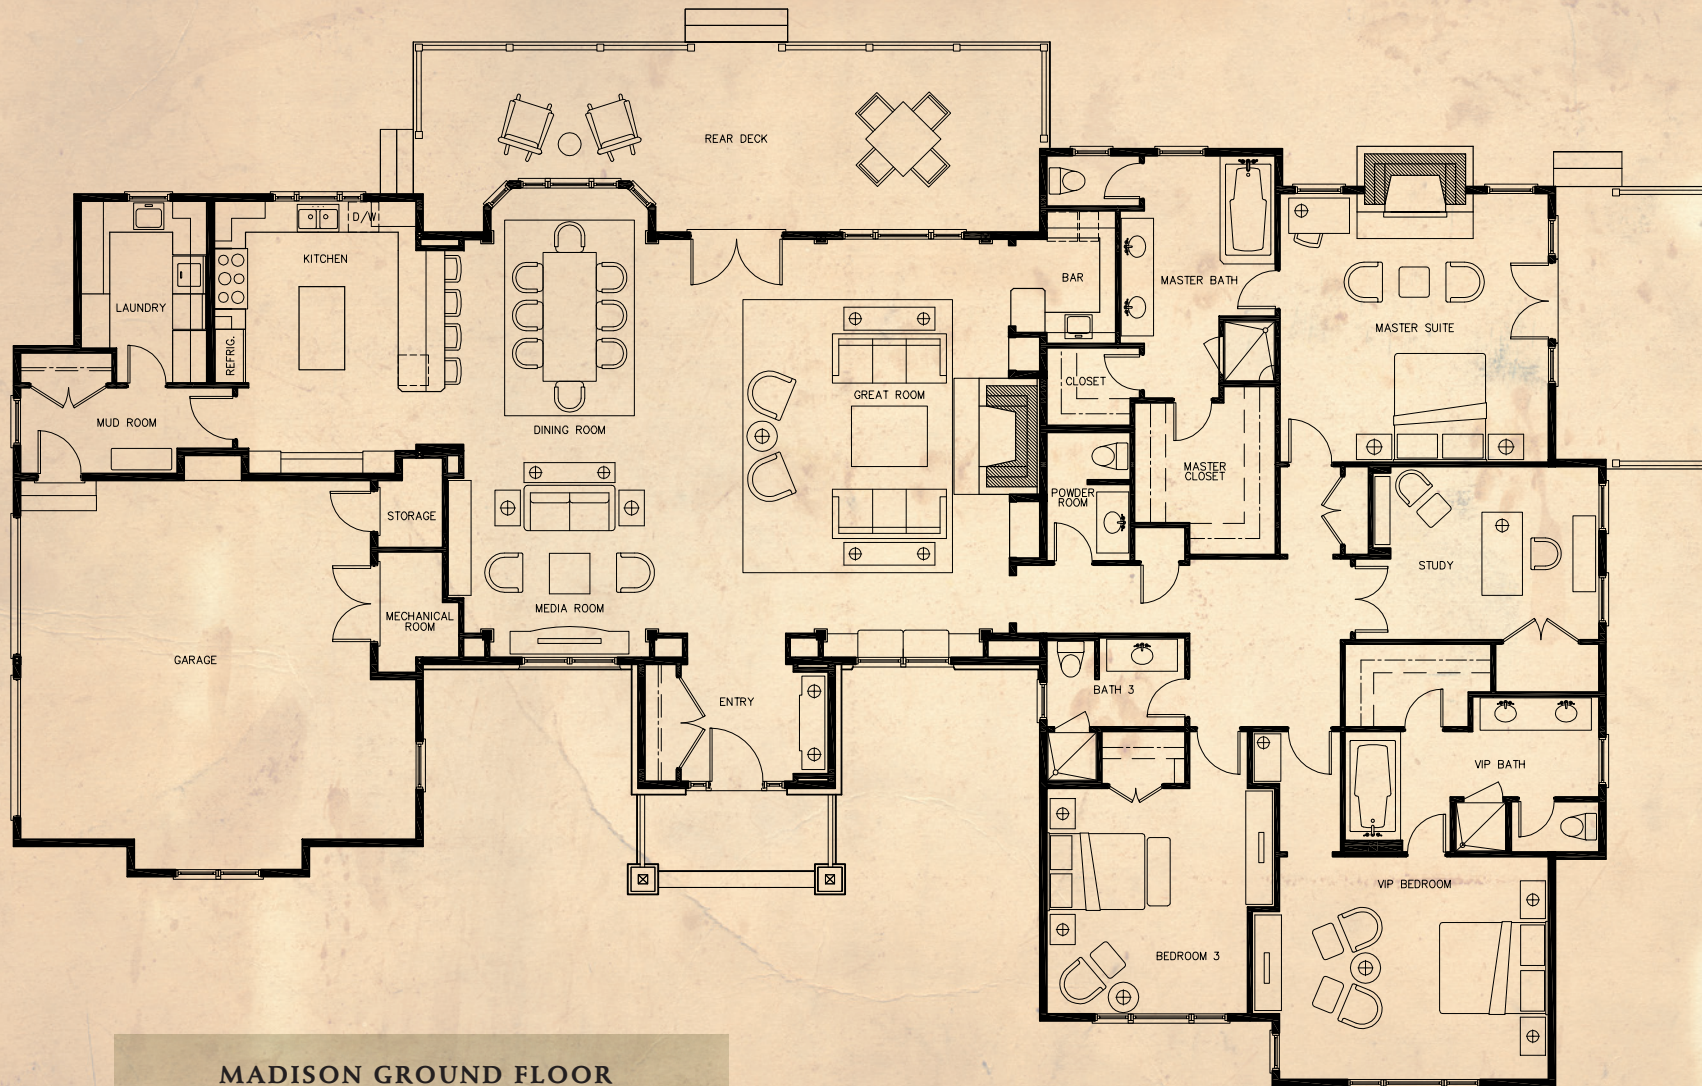 REAR DECK
D/W
KITCHEN
LAUNDRY
REFRIG.
MUD ROOM
DINING ROOM
GREAT ROOM
BAR
MASTER BATH
MASTER SUITE
CLOSET
MASTER
CLOSET
POWDER
ROOM
STORAGE
MECHANICAL
ROOM
MEDIA ROOM
STUDY
GARAGE
ENTRY
BATH 3
VIP BATH
VIP BEDROOM
BEDROOM 3
MADISON GROUND FLOOR